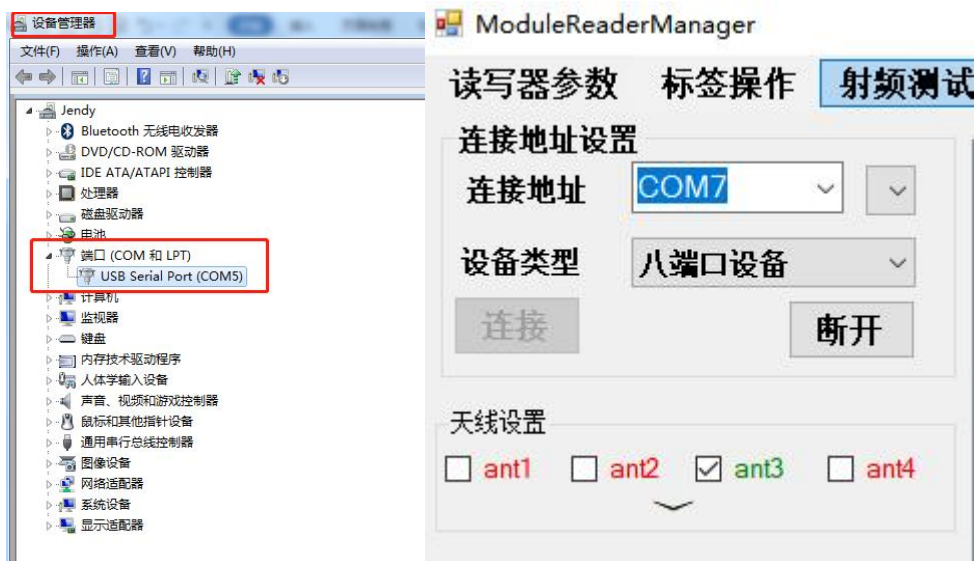 设备管理器
文件(F) 操作(A) 查看(V) 帮助(H)
Jendy
Bluetooth 无线电收发器
DVD/CD-ROM 驱动器
IDE ATA/ATAPI 控制器
处理器
磁盘驱动器
电池
端口 (COM 和 LPT)
USB Serial Port (COM5)
计算机
监视器
键盘
内存技术驱动程序
人体学输入设备
声音、视频和游戏控制器
鼠标和其他指针设备
通用串行总线控制器
图像设备
网络适配器
系统设备
显示适配器
ModuleReaderManager
读写器参数 标签操作 射频测试
连接地址设置
连接地址 COM7
设备类型 八端口设备
连接 断开
天线设置
ant1 ant2 ant3 ant4